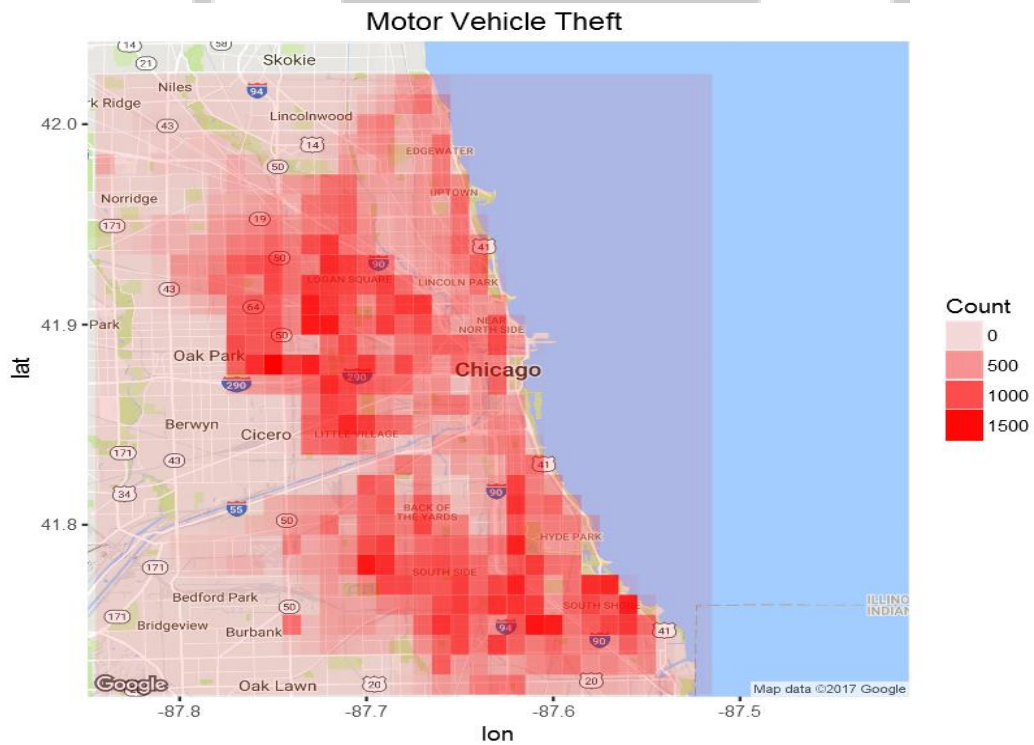 Motor Vehicle Theft
14
58
21
Skokie
Niles
94
rk Ridge
Lincolnwood
43
14
50
EDGEWATER
Norridge
UPTOWN
171
19
41
50
90
LOGAN SQUARE
LINCOLN PARK
43
64
NEAR
NORTH SIDE
50
Park
Oak Park
Chicago
290
290
Berwyn
Cicero
LITTLE VILLAGE
171
43
41
34
90
55
50
BACK OF
THE YARDS
HYDE PARK
171
SOUTH SIDE
Bedford Park
50
SOUTH SHORE
ILLINO
INDIAN
171
Bridgeview
Burbank
94
90
41
Google
Oak Lawn
20
20
Map data ©2017 Google
42.0
41.9
41.8
lat
-87.8
-87.7
-87.6
-87.5
lon
Count
0
500
1000
1500